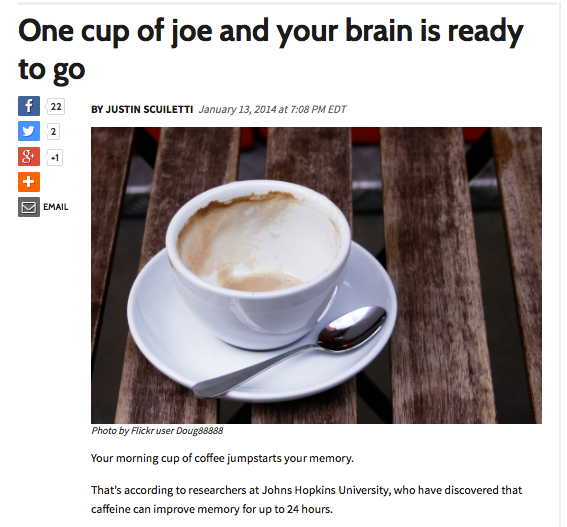 One cup of joe and your brain is ready
to go
f 22
2
g+ +1
+
EMAIL
BY JUSTIN SCUILETTI January 13, 2014 at 7:08 PM EDT
Photo by Flickr user Doug88888
Your morning cup of coffee jumpstarts your memory.
That's according to researchers at Johns Hopkins University, who have discovered that
caffeine can improve memory for up to 24 hours.